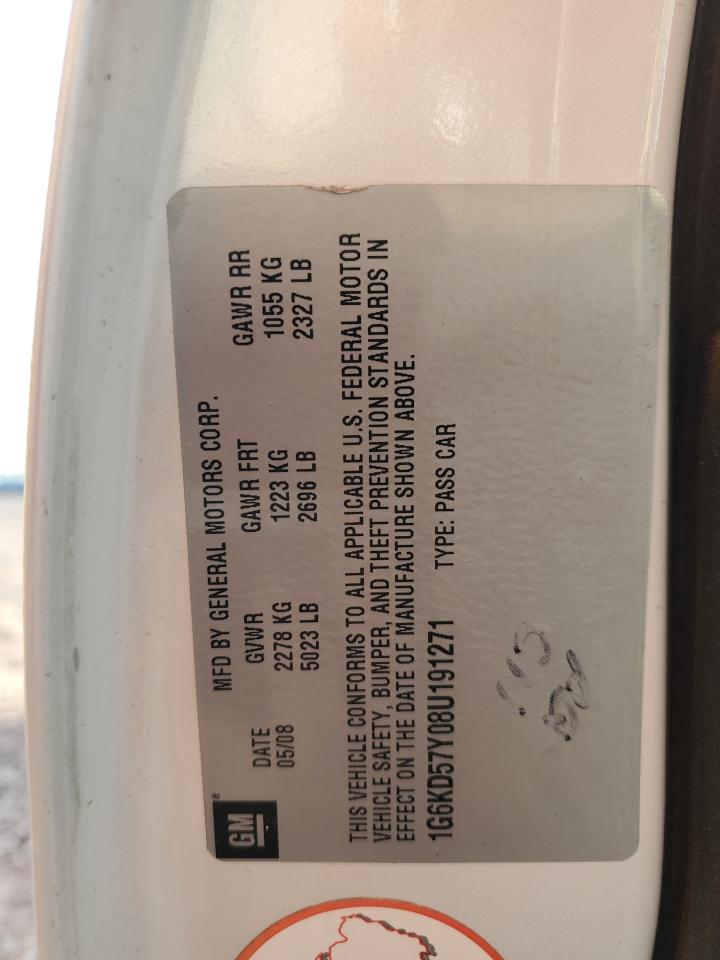 GM®
MFD BY GENERAL MOTORS CORP.
DATE GVWR GAWR FRT GAWR RR
05/08 2278 KG 1223 KG 1055 KG
5023 LB 2696 LB 2327 LB
THIS VEHICLE CONFORMS TO ALL APPLICABLE U.S. FEDERAL MOTOR
VEHICLE SAFETY, BUMPER, AND THEFT PREVENTION STANDARDS IN
EFFECT ON THE DATE OF MANUFACTURE SHOWN ABOVE.
1G6KD57Y08U191271 TYPE: PASS CAR